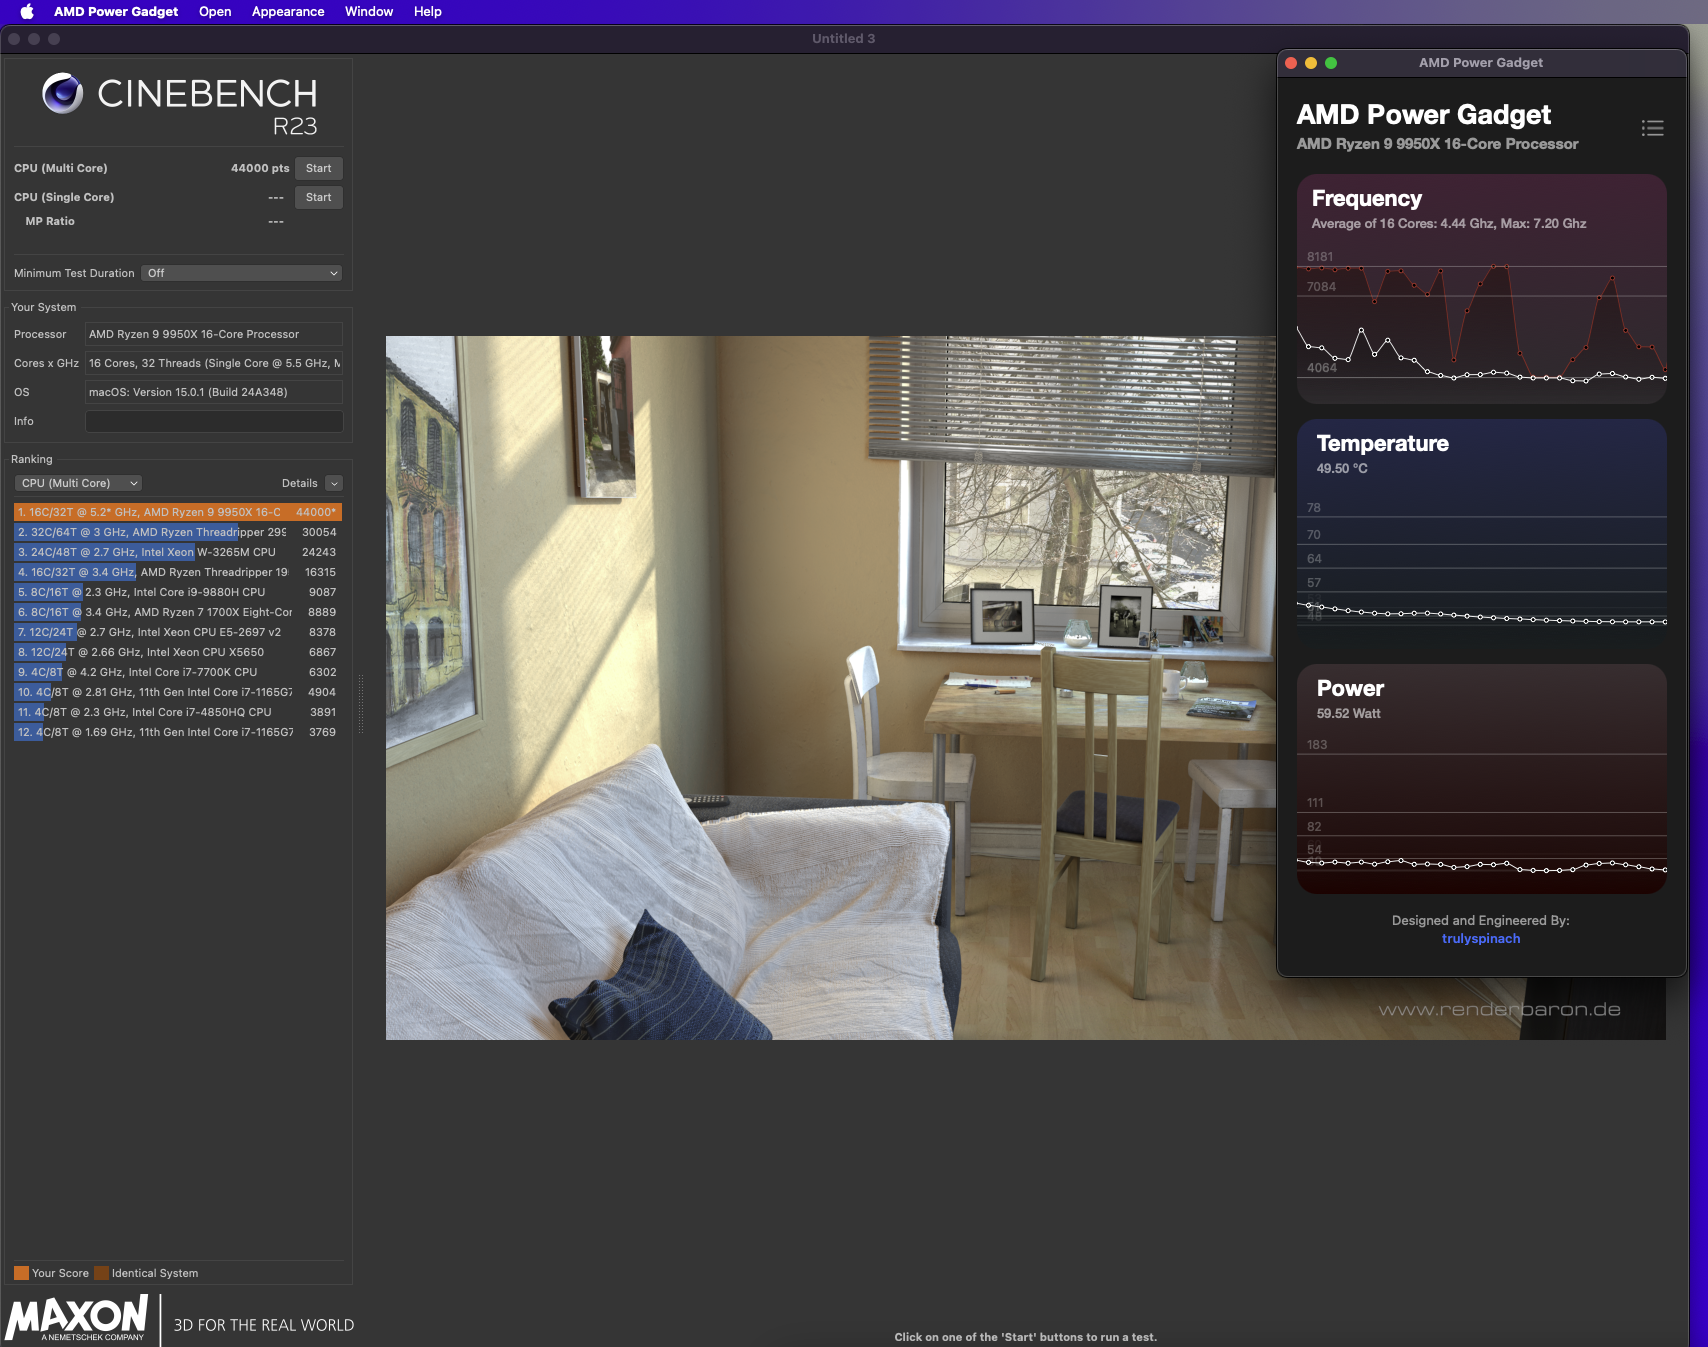 AMD Power Gadget Open Appearance Window Help
Untitled 3
CINEBENCH
R23
CPU (Multi Core) 44000 pts Start
CPU (Single Core) --- Start
MP Ratio ---
Minimum Test Duration Off
Your System
Processor AMD Ryzen 9 9950X 16-Core Processor
Cores x GHz 16 Cores, 32 Threads (Single Core @ 5.5 GHz, M
OS macOS: Version 15.0.1 (Build 24A348)
Info
Ranking
CPU (Multi Core) Details
1. 16C/32T @ 5.2* GHz, AMD Ryzen 9 9950X 16-C 44000*
2. 32C/64T @ 3 GHz, AMD Ryzen Threadripper 299 30054
3. 24C/48T @ 2.7 GHz, Intel Xeon W-3265M CPU 24243
4. 16C/32T @ 3.4 GHz, AMD Ryzen Threadripper 19 16315
5. 8C/16T @ 2.3 GHz, Intel Core i9-9880H CPU 9087
6. 8C/16T @ 3.4 GHz, AMD Ryzen 7 1700X Eight-Cor 8889
7. 12C/24T @ 2.7 GHz, Intel Xeon CPU E5-2697 v2 8378
8. 12C/24T @ 2.66 GHz, Intel Xeon CPU X5650 6867
9. 4C/8T @ 4.2 GHz, Intel Core i7-7700K CPU 6302
10. 4C/8T @ 2.81 GHz, 11th Gen Intel Core i7-1165G7 4904
11. 4C/8T @ 2.3 GHz, Intel Core i7-4850HQ CPU 3891
12. 4C/8T @ 1.69 GHz, 11th Gen Intel Core i7-1165G7 3769
Your Score Identical System
MAXON
A NEMETSCHEK COMPANY
3D FOR THE REAL WORLD
www.renderbaron.de
Click on one of the 'Start' buttons to run a test.
AMD Power Gadget
AMD Power Gadget
AMD Ryzen 9 9950X 16-Core Processor
Frequency
Average of 16 Cores: 4.44 Ghz, Max: 7.20 Ghz
8181
7084
4064
Temperature
49.50 °C
78
70
64
57
Power
59.52 Watt
183
111
82
54
Designed and Engineered By:
trulyspinach